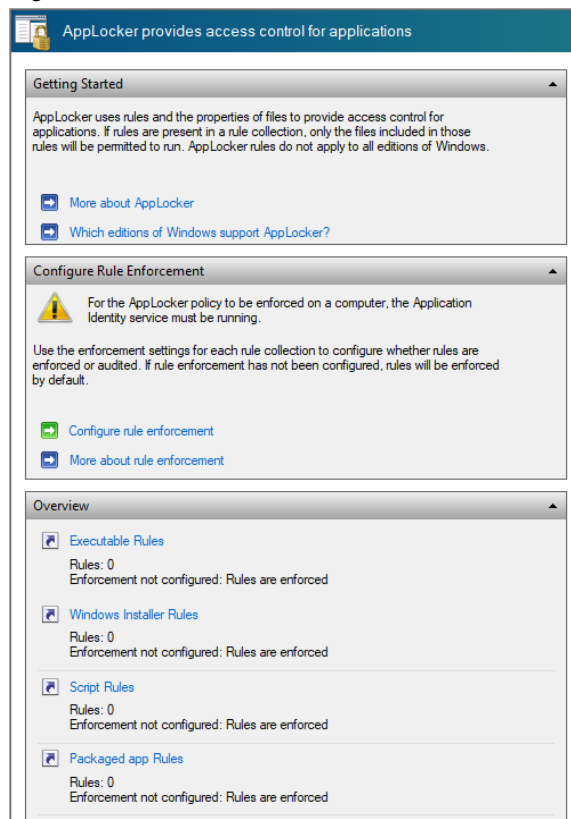 AppLocker provides access control for applications
Getting Started
AppLocker uses rules and the properties of files to provide access control for
applications. If rules are present in a rule collection, only the files included in those
rules will be permitted to run. AppLocker rules do not apply to all editions of Windows.
More about AppLocker
Which editions of Windows support AppLocker?
Configure Rule Enforcement
For the AppLocker policy to be enforced on a computer, the Application
Identity service must be running.
Use the enforcement settings for each rule collection to configure whether rules are
enforced or audited. If rule enforcement has not been configured, rules will be enforced
by default.
Configure rule enforcement
More about rule enforcement
Overview
Executable Rules
Rules: 0
Enforcement not configured: Rules are enforced
Windows Installer Rules
Rules: 0
Enforcement not configured: Rules are enforced
Script Rules
Rules: 0
Enforcement not configured: Rules are enforced
Packaged app Rules
Rules: 0
Enforcement not configured: Rules are enforced